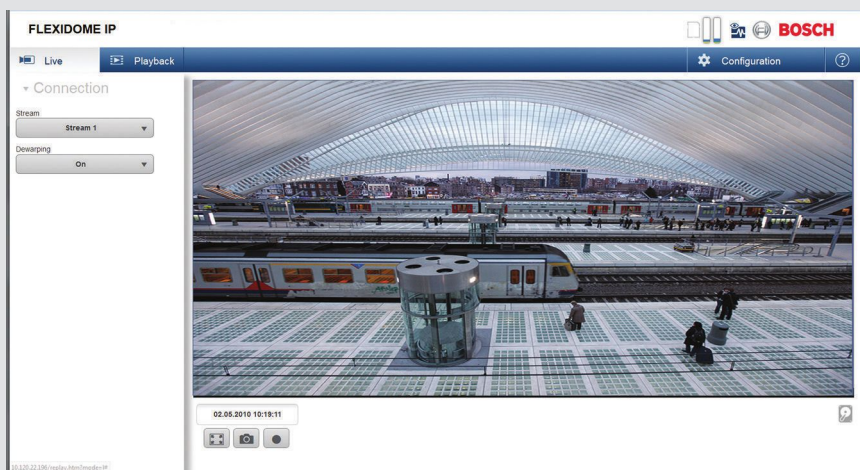 FLEXIDOME IP
BOSCH
Live
Playback
Configuration
?
Connection
Stream
Stream 1
Dewarping
On
02.05.2010 10:19:11